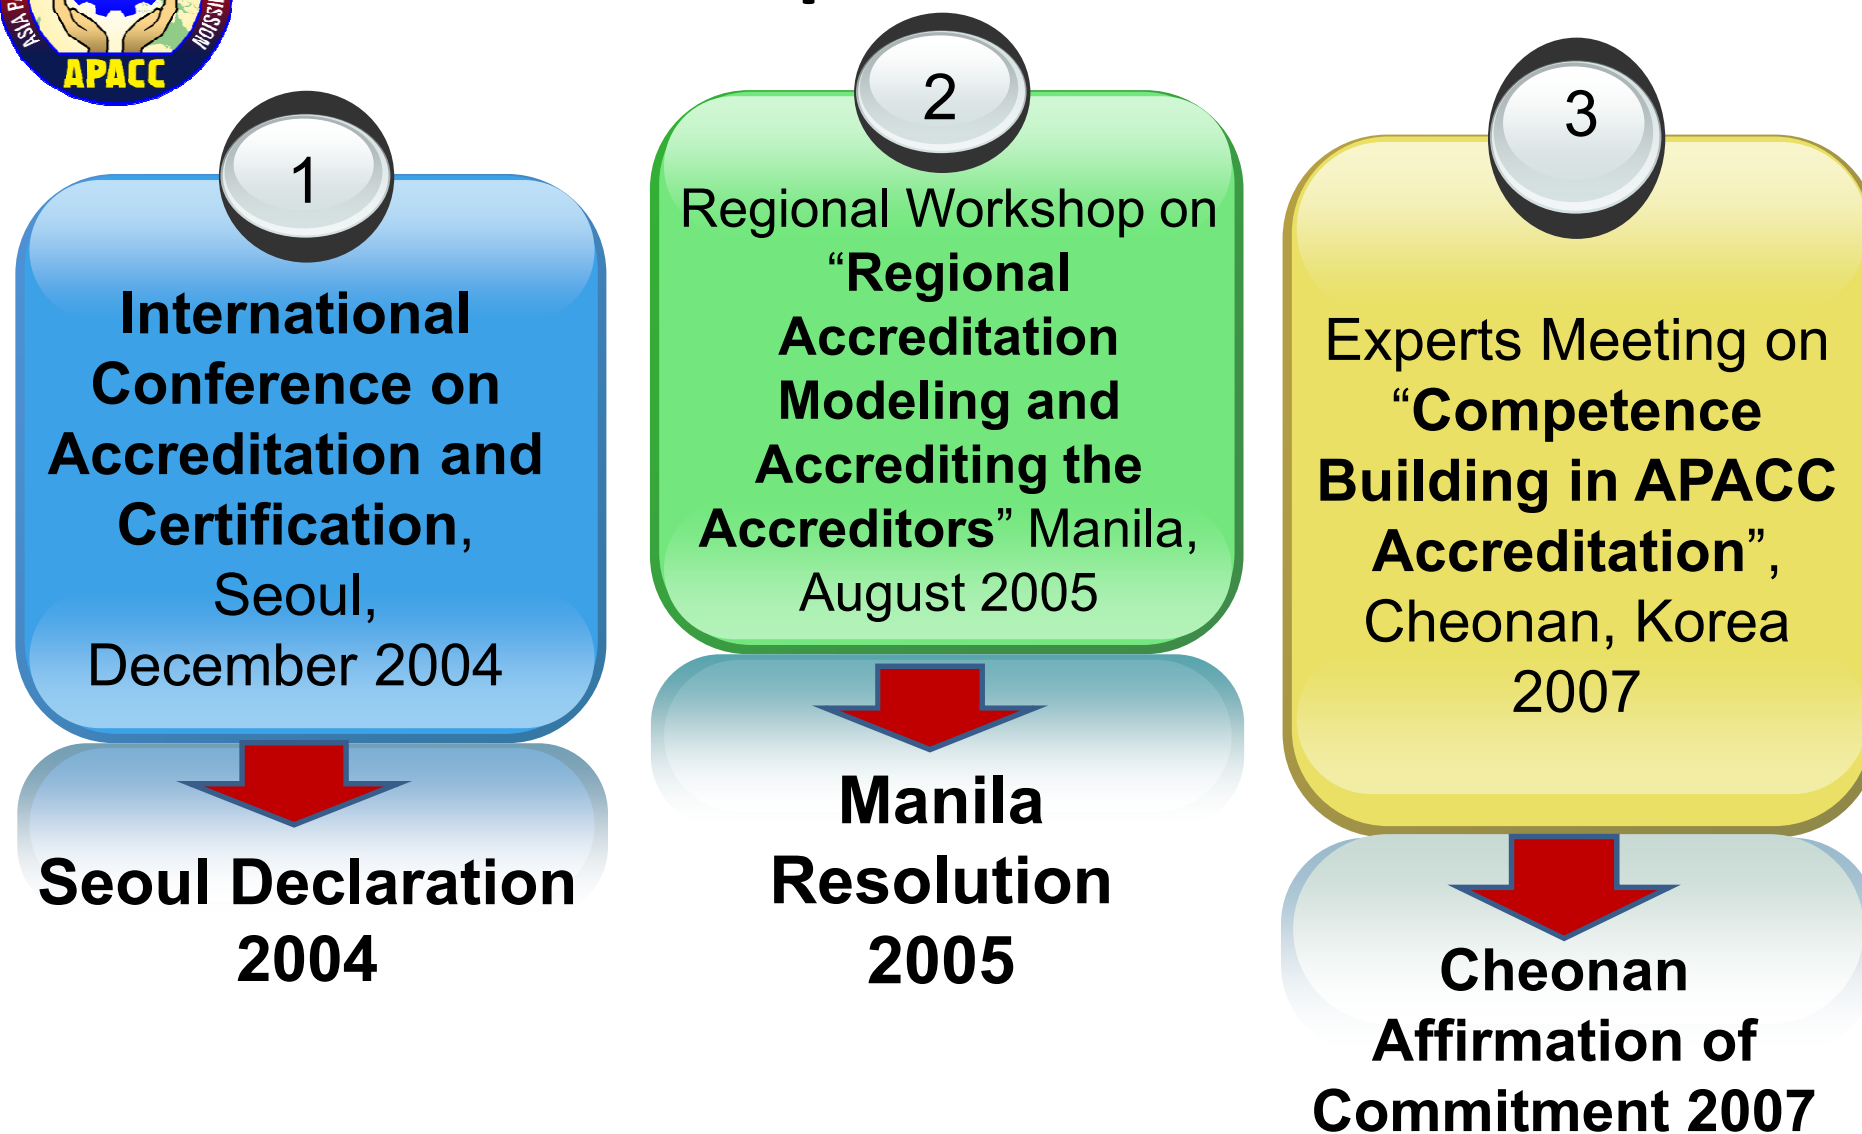 ASIA P
SSION
APACC
1
International
Conference on
Accreditation and
Certification,
Seoul,
December 2004
Seoul Declaration
2004
2
Regional Workshop on
“Regional
Accreditation
Modeling and
Accrediting the
Accreditors” Manila,
August 2005
Manila
Resolution
2005
3
Experts Meeting on
“Competence
Building in APACC
Accreditation”,
Cheonan, Korea
2007
Cheonan
Affirmation of
Commitment 2007